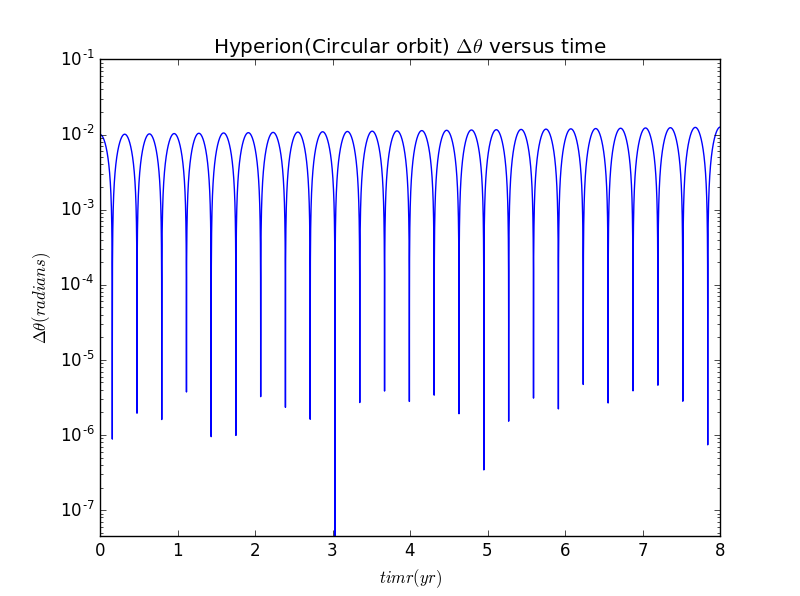 Hyperion(Circular orbit) Δθ versus time
10^-1
10^-2
10^-3
10^-4
10^-5
10^-6
10^-7
Δθ(radians)
0 1 2 3 4 5 6 7 8
timr(yr)